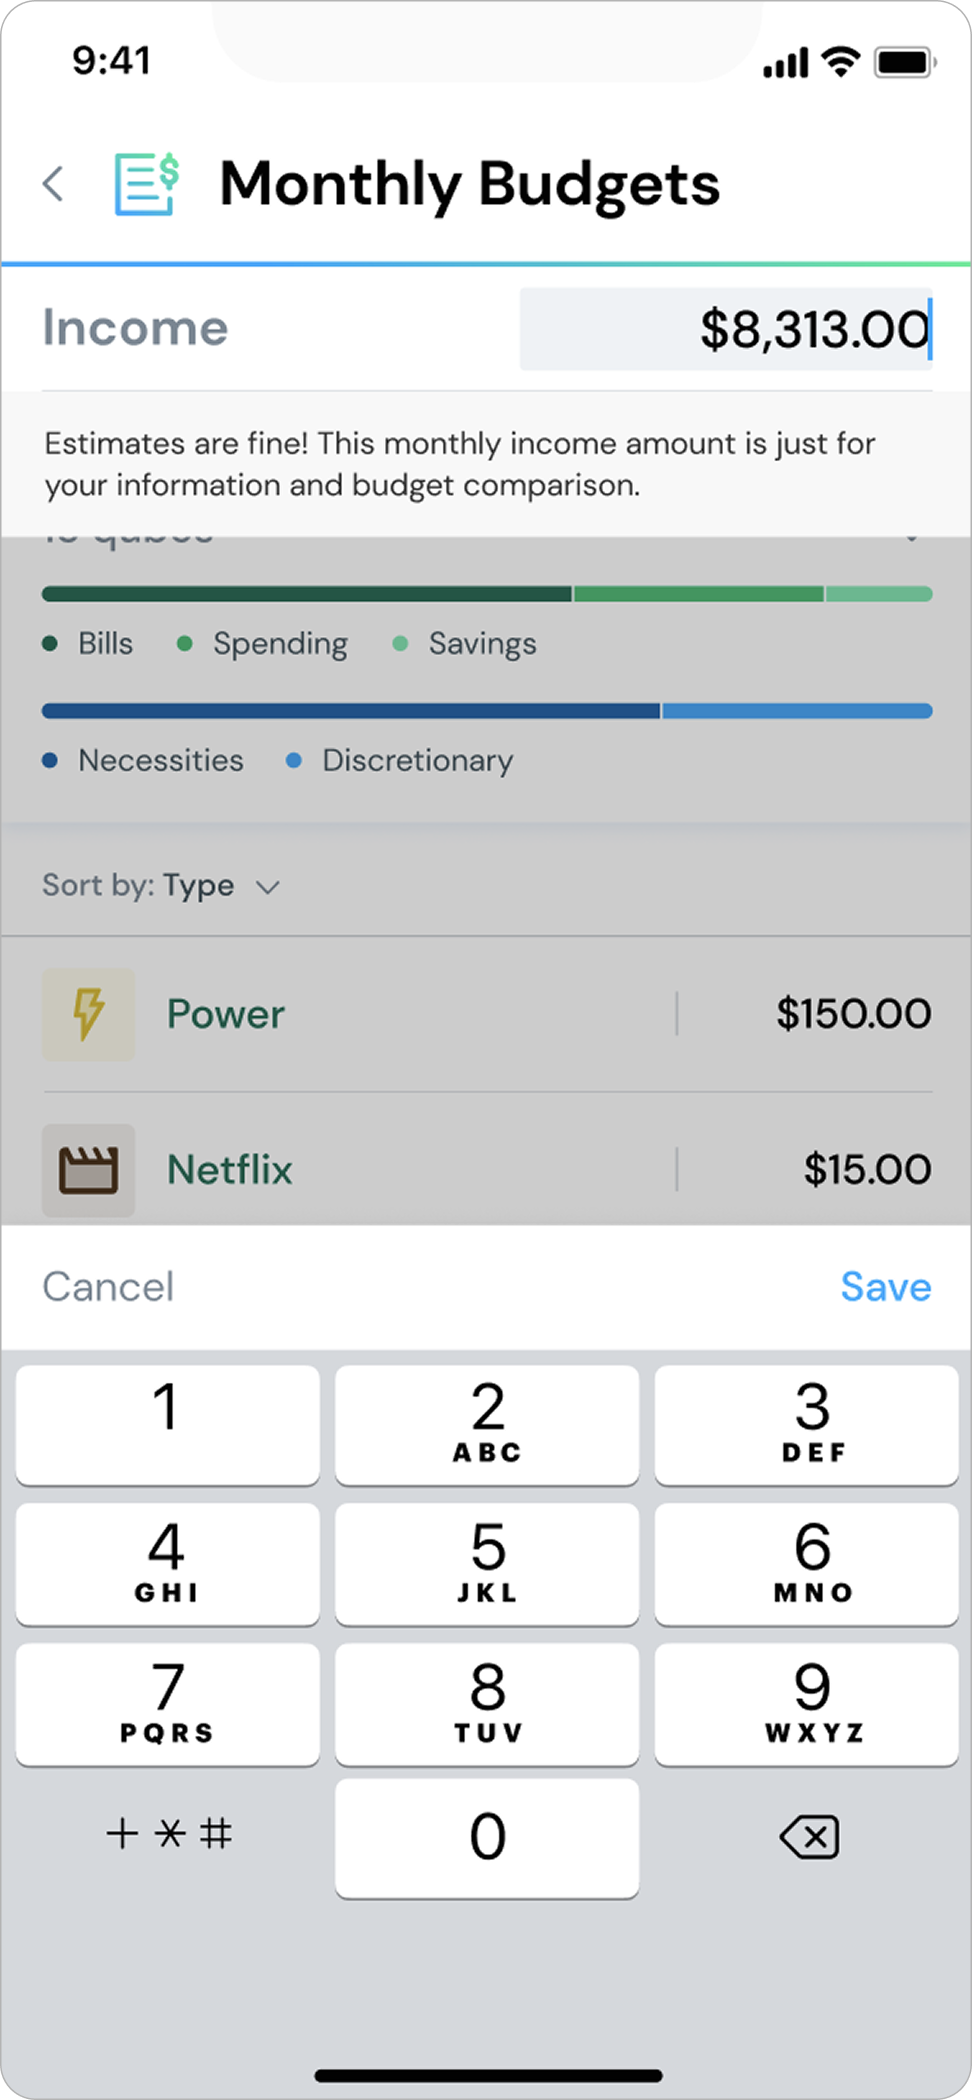 9:41
Monthly Budgets
Income
$8,313.00
Estimates are fine! This monthly income amount is just for
your information and budget comparison.
Bills
Spending
Savings
Necessities
Discretionary
Sort by: Type
Power
$150.00
Netflix
$15.00
Cancel
Save
1
2
ABC
3
DEF
4
GHI
5
JKL
6
MNO
7
PQRS
8
TUV
9
WXYZ
+*#
0